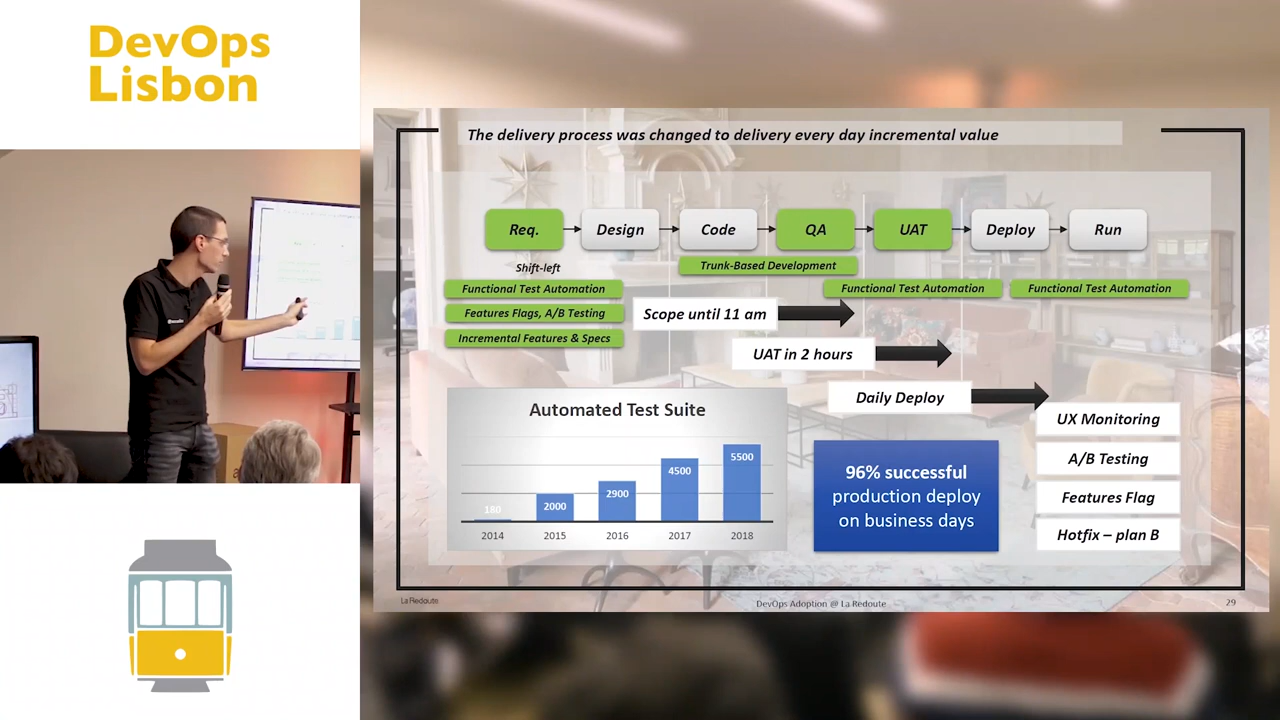 DevOps
Lisbon
The delivery process was changed to delivery every day incremental value
Req.
Design
Code
QA
UAT
Deploy
Run
Shift-left
Trunk-Based Development
Functional Test Automation
Functional Test Automation
Functional Test Automation
Features Flags, A/B Testing
Incremental Features & Specs
Scope until 11 am
UAT in 2 hours
Daily Deploy
UX Monitoring
A/B Testing
Features Flag
Hotfix – plan B
Automated Test Suite
180
2000
2900
4500
5500
2014
2015
2016
2017
2018
96% successful
production deploy
on business days
La Redoute
DevOps Adoption @ La Redoute
29